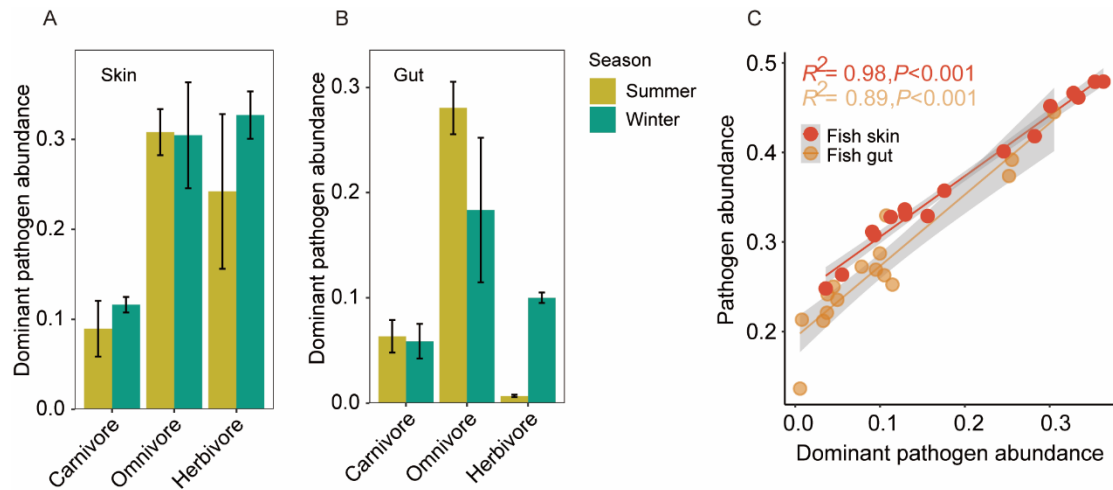 A
Dominant pathogen abundance
0.3
0.2
0.1
0.0
Skin
Carnivore
Omnivore
Herbivore
B
Dominant pathogen abundance
0.3
0.2
0.1
0.0
Gut
Carnivore
Omnivore
Herbivore
Season
Summer
Winter
C
Pathogen abundance
0.5
0.4
0.3
0.2
R²= 0.98,P<0.001
R²= 0.89,P<0.001
Fish skin
Fish gut
0.0 0.1 0.2 0.3
Dominant pathogen abundance